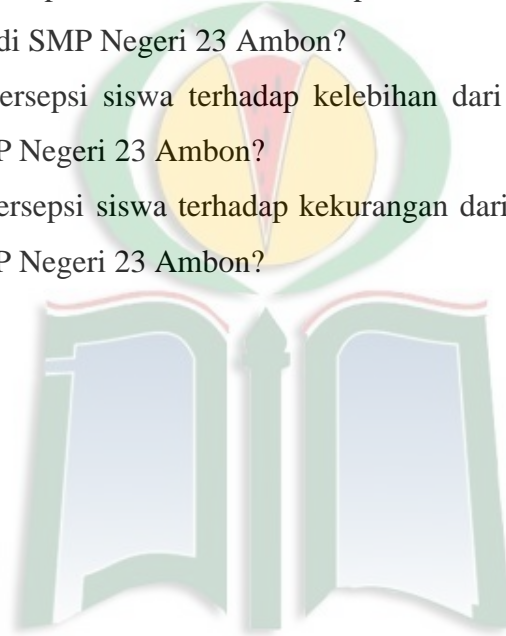 di SMP Negeri 23 Ambon?
ersepsi siswa terhadap kelebihan dari
P Negeri 23 Ambon?
ersepsi siswa terhadap kekurangan dari
P Negeri 23 Ambon?